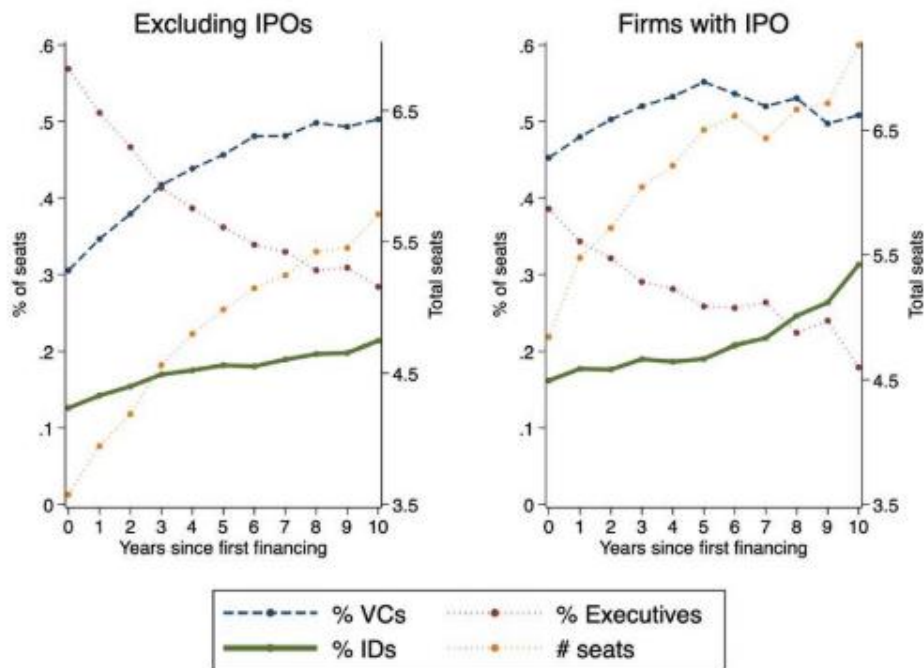 Excluding IPOs
.6
.5
.4
.3
.2
.1
0
% of seats
6.5
5.5
4.5
3.5
Total seats
0 1 2 3 4 5 6 7 8 9 10
Years since first financing
Firms with IPO
.6
.5
.4
.3
.2
.1
0
% of seats
6.5
5.5
4.5
3.5
Total seats
0 1 2 3 4 5 6 7 8 9 10
Years since first financing
% VCs % Executives
% IDs # seats